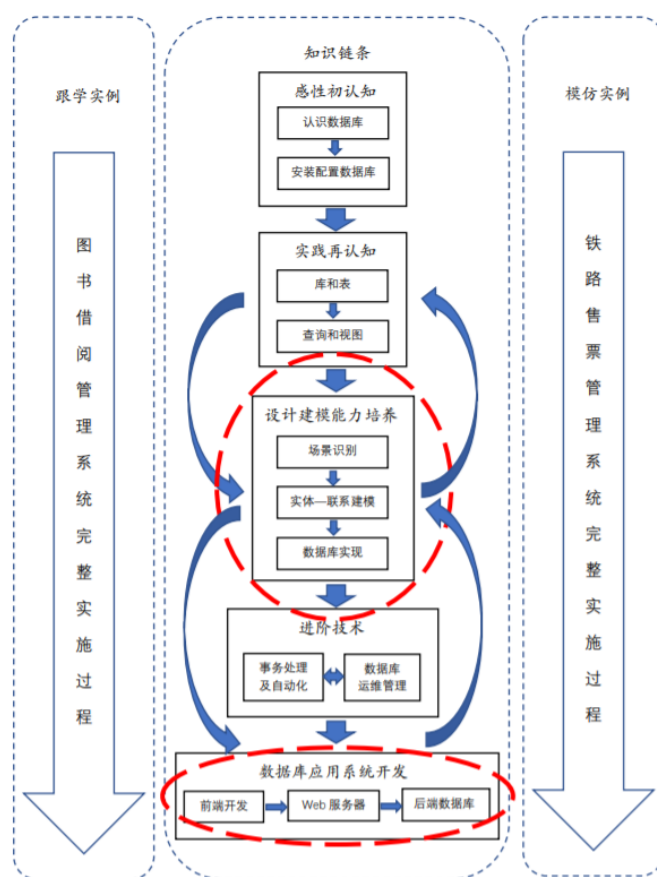 知识链条
跟学实例
图书借阅管理系统完整实施过程
感性初认知
认识数据库
安装配置数据库
实践再认知
库和表
查询和视图
设计建模能力培养
场景识别
实体—联系建模
数据库实现
进阶技术
事务处理
及自动化
数据库
运维管理
数据库应用系统开发
前端开发
Web 服务器
后端数据库
模仿实例
铁路售票管理系统完整实施过程